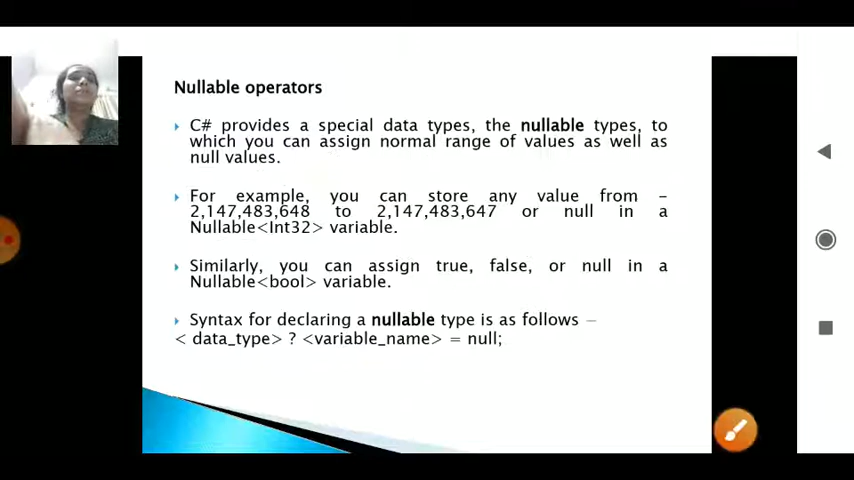 Nullable operators
C# provides a special data types, the nullable types, to
which you can assign normal range of values as well as
null values.
For example, you can store any value from –
2,147,483,648 to 2,147,483,647 or null in a
Nullable<Int32> variable.
Similarly, you can assign true, false, or null in a
Nullable<bool> variable.
Syntax for declaring a nullable type is as follows −
< data_type> ? <variable_name> = null;